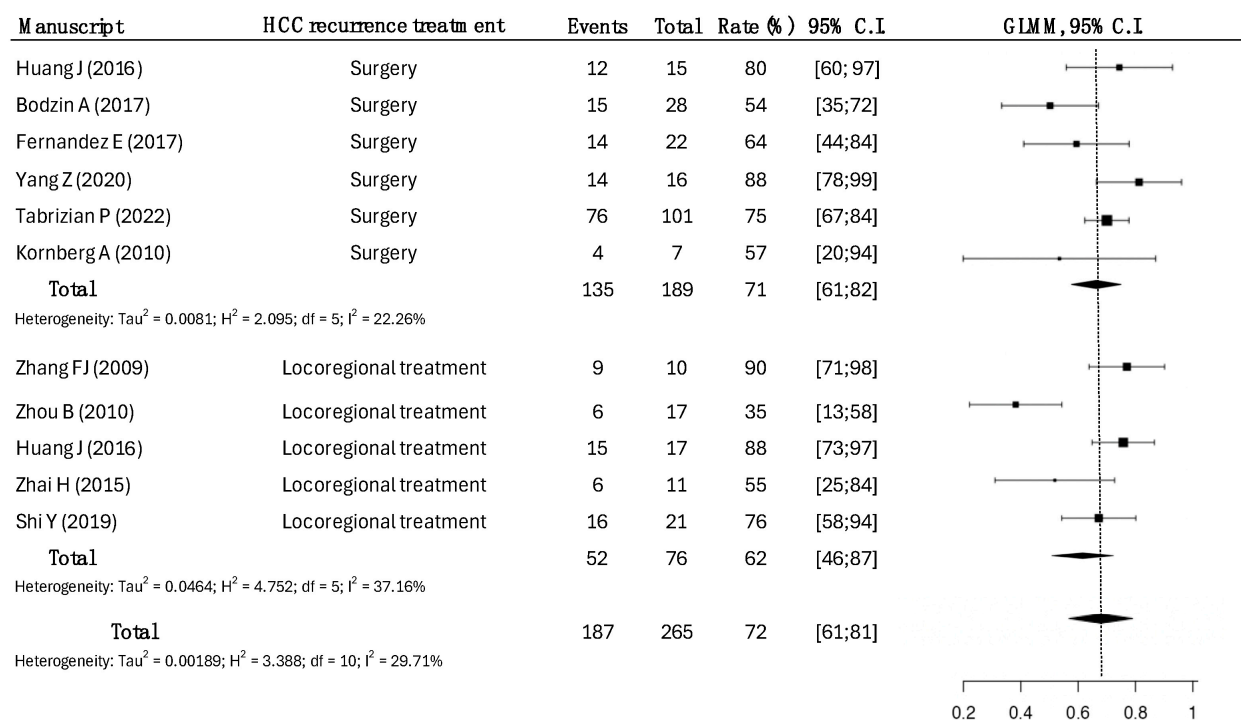 Manuscript HCC recurrence treatment Events Total Rate (%) 95% C.I. GLMM, 95% C.I.
Huang J (2016) Surgery 12 15 80 [60; 97]
Bodzin A (2017) Surgery 15 28 54 [35;72]
Fernandez E (2017) Surgery 14 22 64 [44;84]
Yang Z (2020) Surgery 14 16 88 [78;99]
Tabrizian P (2022) Surgery 76 101 75 [67;84]
Kornberg A (2010) Surgery 4 7 57 [20;94]
Total 135 189 71 [61;82]
Heterogeneity: Tau² = 0.0081; H² = 2.095; df = 5; I² = 22.26%
Zhang FJ (2009) Locoregional treatment 9 10 90 [71;98]
Zhou B (2010) Locoregional treatment 6 17 35 [13;58]
Huang J (2016) Locoregional treatment 15 17 88 [73;97]
Zhai H (2015) Locoregional treatment 6 11 55 [25;84]
Shi Y (2019) Locoregional treatment 16 21 76 [58;94]
Total 52 76 62 [46;87]
Heterogeneity: Tau² = 0.0464; H² = 4.752; df = 5; I² = 37.16%
Total 187 265 72 [61;81]
Heterogeneity: Tau² = 0.00189; H² = 3.388; df = 10; I² = 29.71%
0.2 0.4 0.6 0.8 1